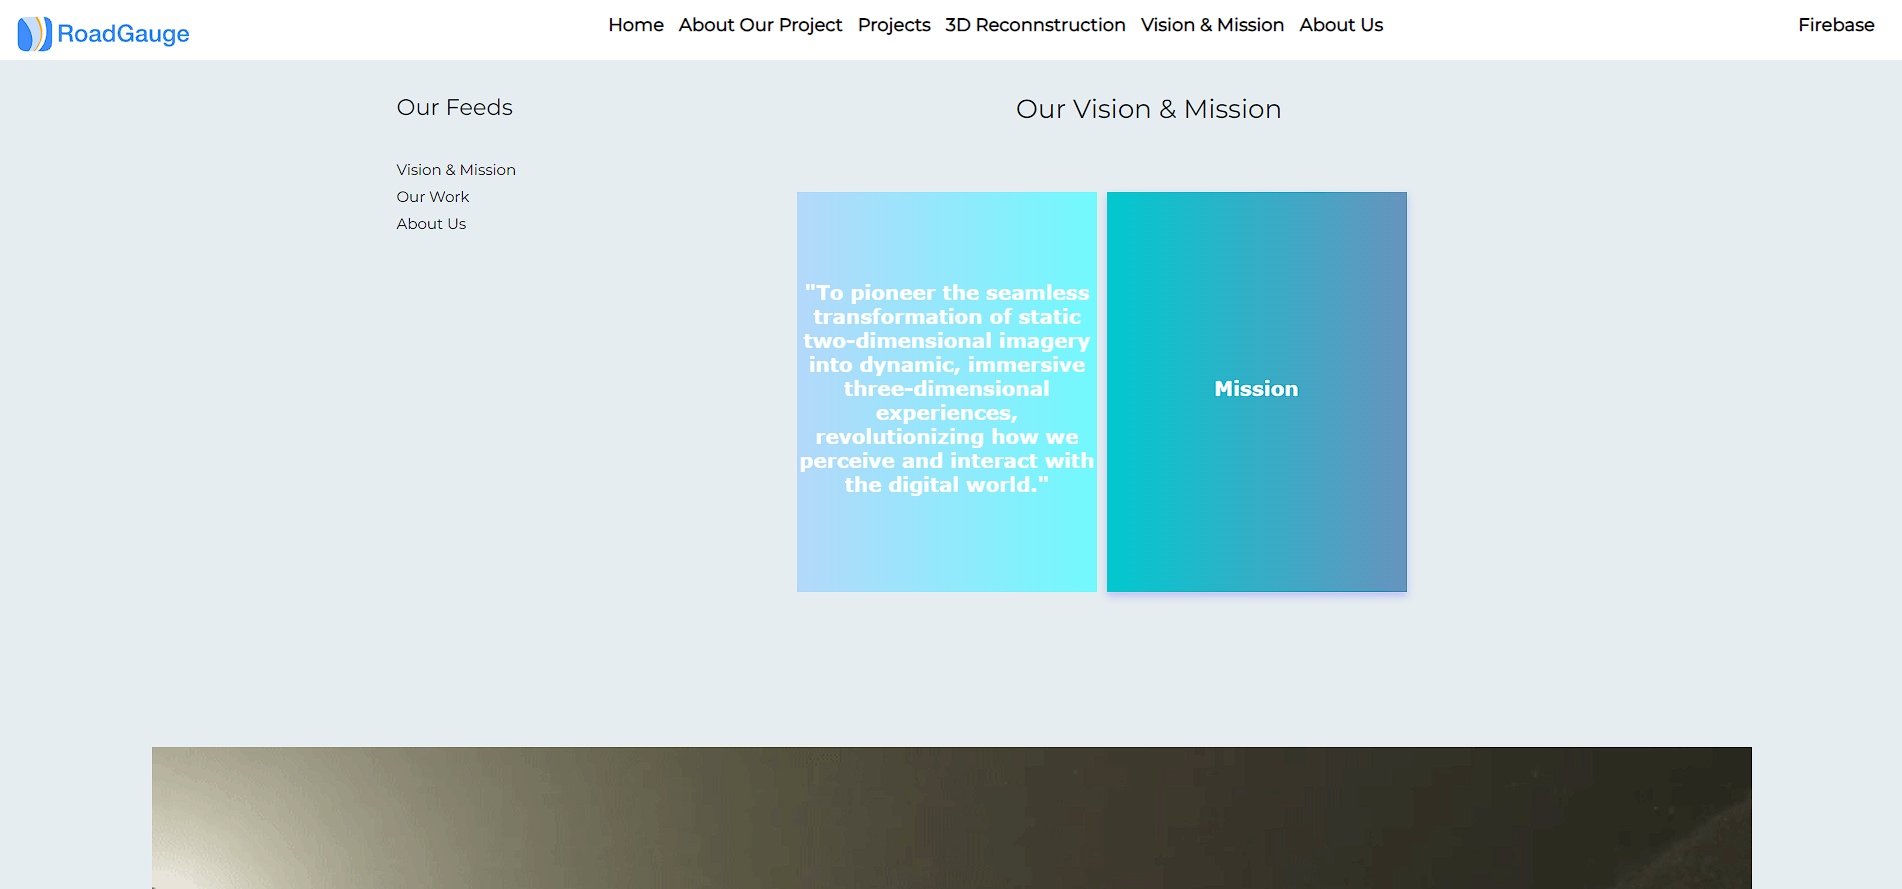 RoadGauge
Home About Our Project Projects 3D Reconnstruction Vision & Mission About Us Firebase
Our Feeds
Vision & Mission
Our Work
About Us
Our Vision & Mission
"To pioneer the seamless
transformation of static
two-dimensional imagery
into dynamic, immersive
three-dimensional
experiences,
revolutionizing how we
perceive and interact with
the digital world."
Mission